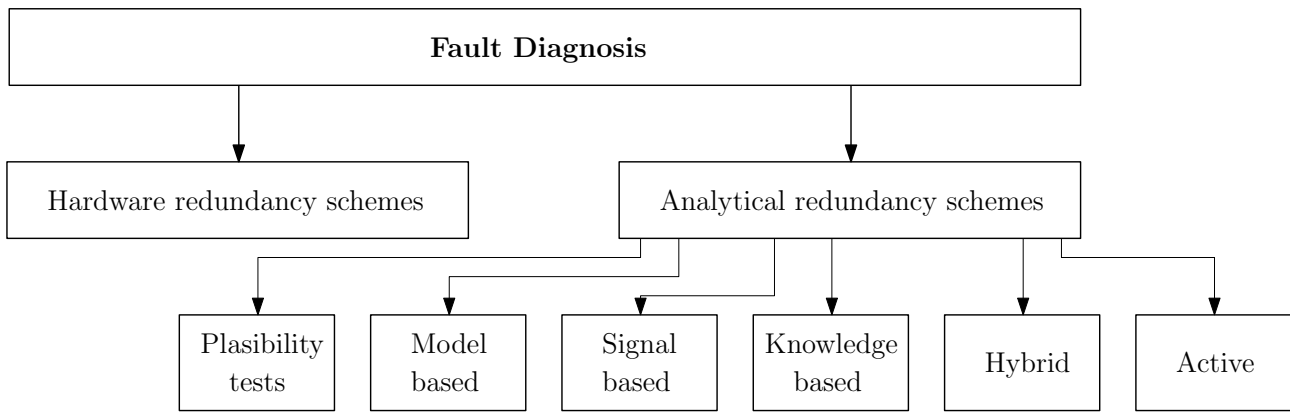 Fault Diagnosis
Hardware redundancy schemes
Analytical redundancy schemes
Plasibility
tests
Model
based
Signal
based
Knowledge
based
Hybrid
Active